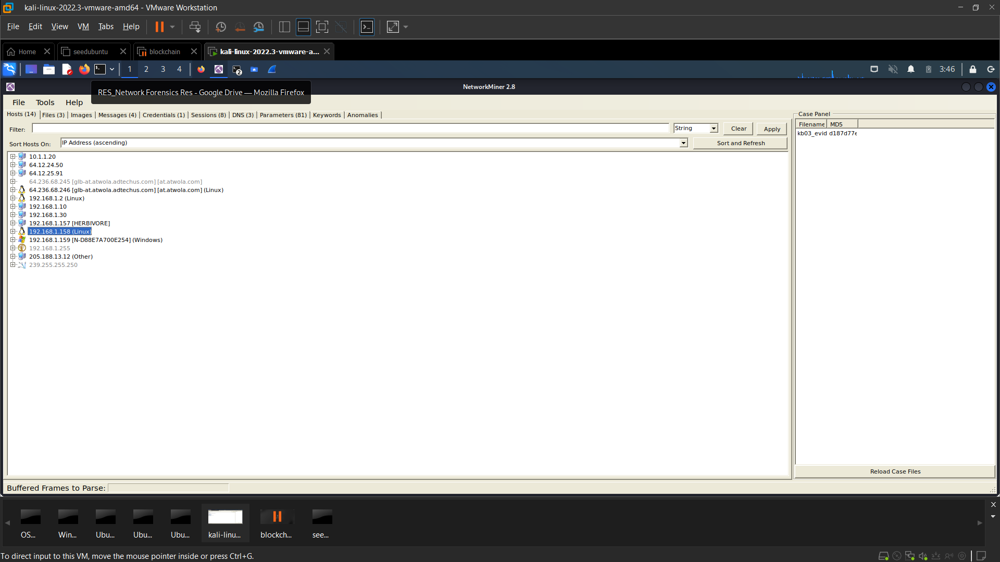 kali-linux-2022.3-vmware-amd64 - VMware Workstation
File Edit View VM Tabs Help
Home seedubuntu blockchain kali-linux-2022.3-vmware-a...
1 2 3 4 2 3:46
NetworkMiner 2.8
RES_Network Forensics Res - Google Drive — Mozilla Firefox
File Tools Help
Hosts (14) Files (3) Images Messages (4) Credentials (1) Sessions (8) DNS (3) Parameters (81) Keywords Anomalies
Filter: String Clear Apply
Sort Hosts On: IP Address (ascending) Sort and Refresh
10.1.1.20
64.12.24.50
64.12.25.91
64.236.68.245 [glb-at.atwola.adtechus.com] [at.atwola.com]
64.236.68.246 [glb-at.atwola.adtechus.com] [at.atwola.com] (Linux)
192.168.1.2 (Linux)
192.168.1.10
192.168.1.30
192.168.1.157 [HERBIVORE]
192.168.1.158 (Linux
192.168.1.159 [N-D88E7A700E254] (Windows)
192.168.1.255
205.188.13.12 (Other)
239.255.255.250
Case Panel
Filename MD5
kb03_evid d187d77e
Reload Case Files
Buffered Frames to Parse:
OS... Win... Ubu... Ubu... Ubu... kali-linu... blockch... see...
To direct input to this VM, move the mouse pointer inside or press Ctrl+G.